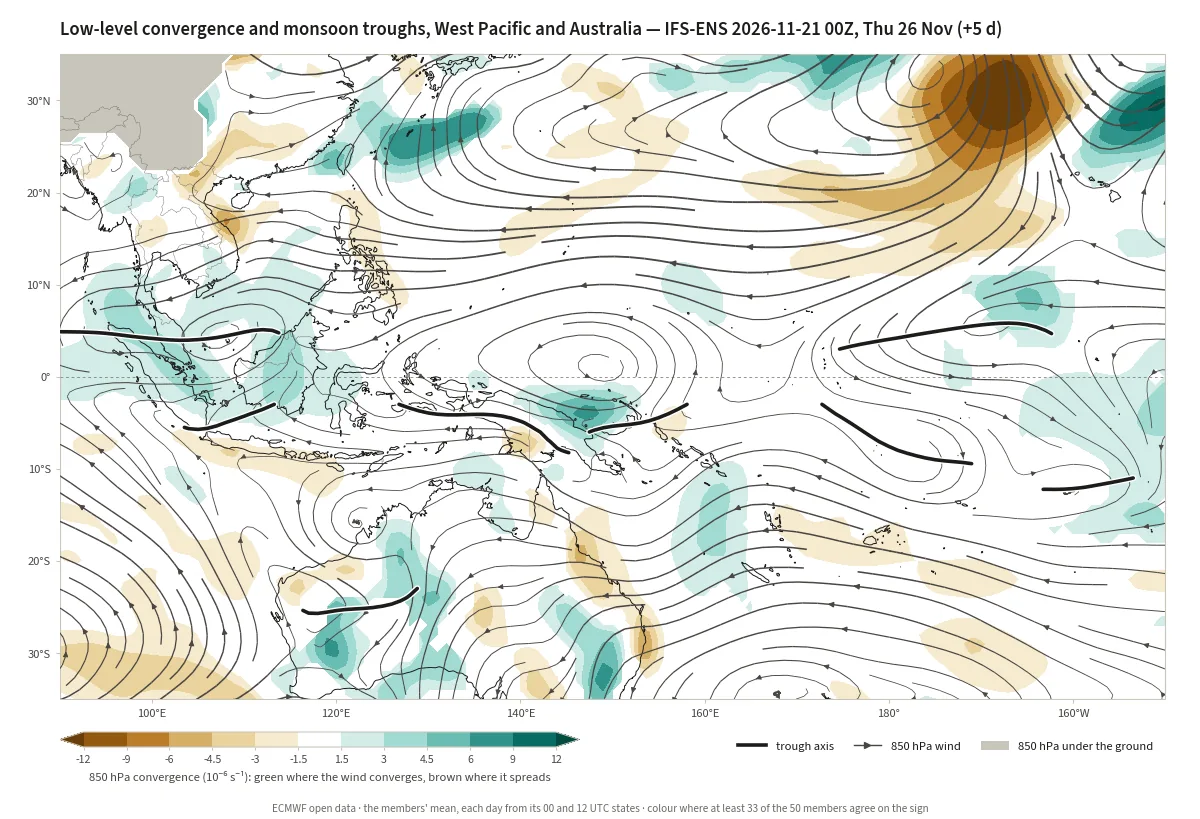 Low-level convergence and monsoon troughs, West Pacific and Australia — IFS-ENS 2026-11-21 00Z, Thu 26 Nov (+5 d)
30°N
20°N
10°N
0°
10°S
20°S
30°S
100°E 120°E 140°E 160°E 180° 160°W
-12 -9 -6 -4.5 -3 -1.5 1.5 3 4.5 6 9 12
850 hPa convergence (10⁻⁶ s⁻¹): green where the wind converges, brown where it spreads
trough axis 850 hPa wind 850 hPa under the ground
ECMWF open data · the members' mean, each day from its 00 and 12 UTC states · colour where at least 33 of the 50 members agree on the sign